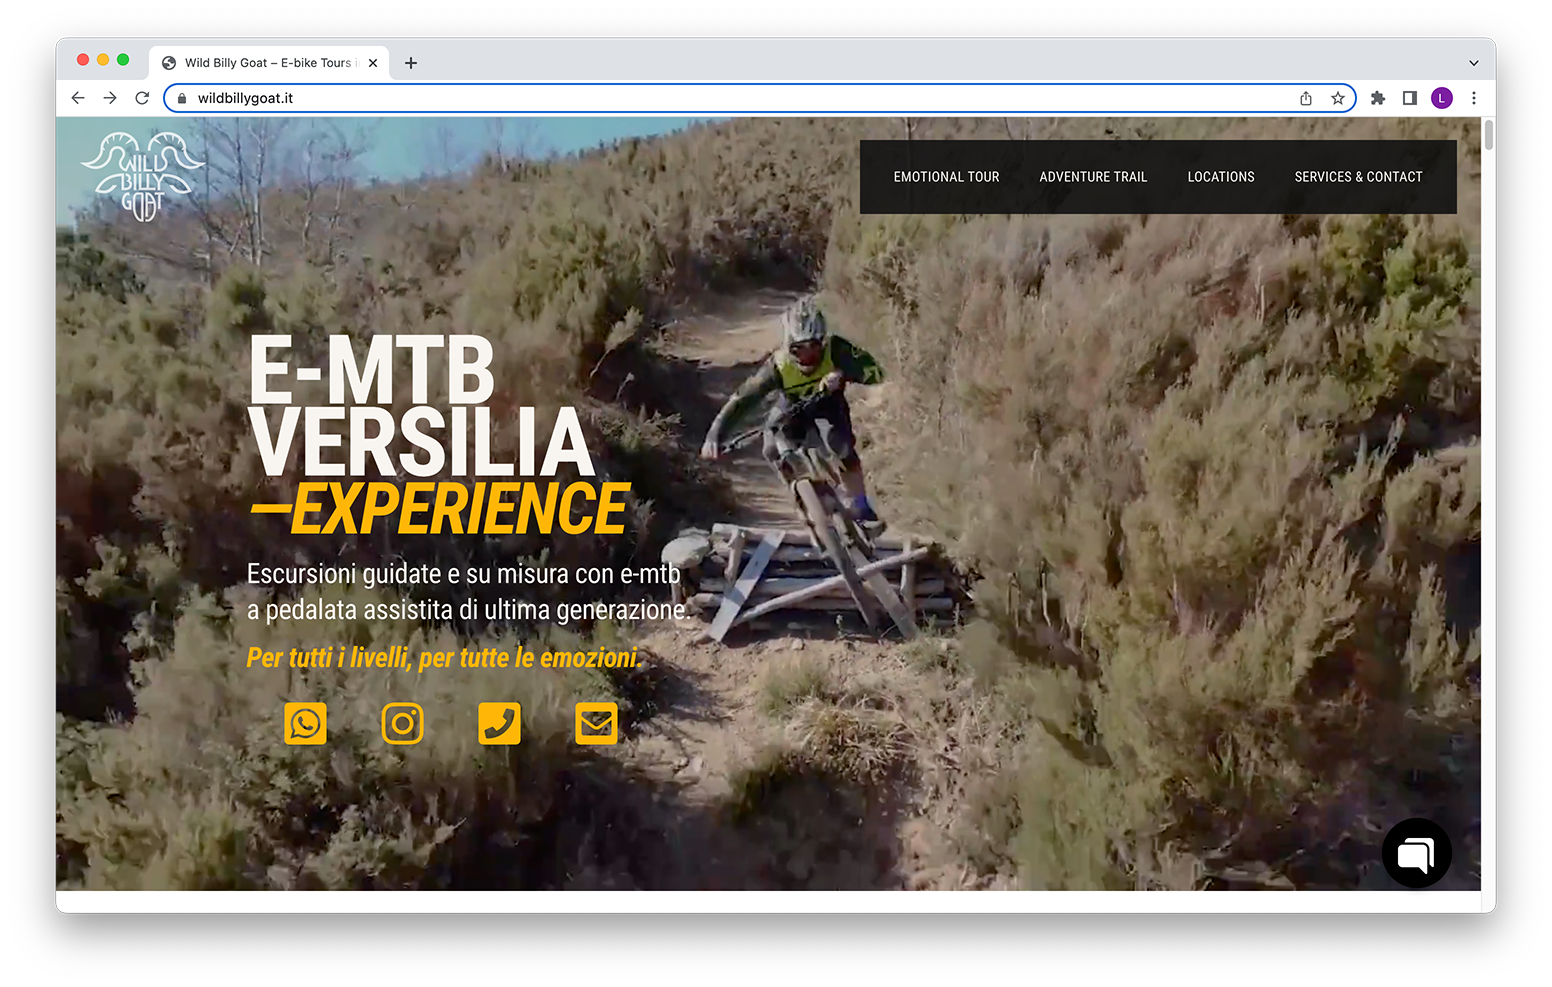 Wild Billy Goat – E-bike Tours
wildbillygoat.it
L
WILD
BILLY
GOAT
EMOTIONAL TOUR
ADVENTURE TRAIL
LOCATIONS
SERVICES & CONTACT
E-MTB
VERSILIA
—EXPERIENCE
Escursioni guidate e su misura con e-mtb
a pedalata assistita di ultima generazione.
Per tutti i livelli, per tutte le emozioni.